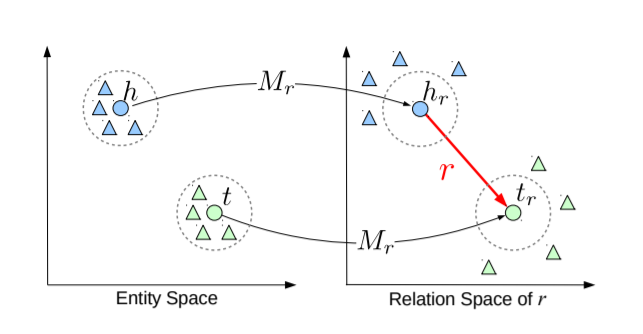 h
M_r
h_r
r
t
t_r
M_r
Entity Space
Relation Space of r